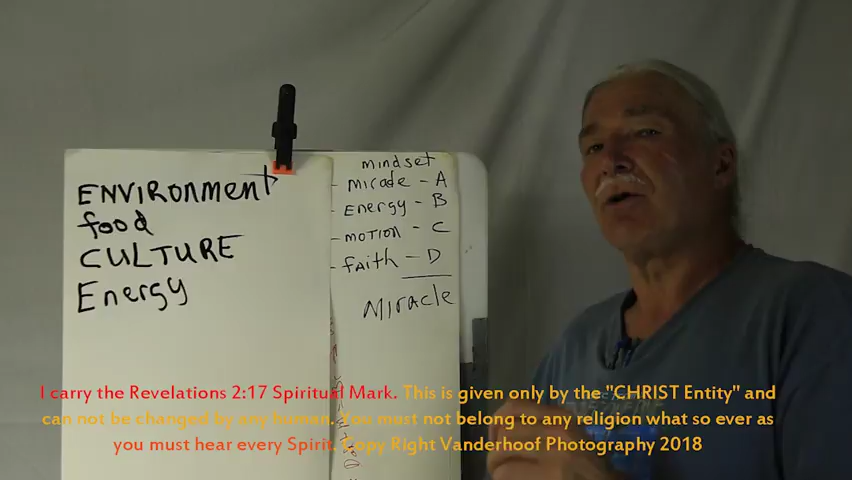 ENVIRONMENT
food
CULTURE
Energy
mindset
- miracle - A
- Energy - B
- MOTION - C
- faith - D
Miracle
I carry the Revelations 2:17 Spiritual Mark. This is given only by the "CHRIST Entity" and
can not be changed by any human. You must not belong to any religion what so ever as
you must hear every Spirit. Copy Right Vanderhoof Photography 2018